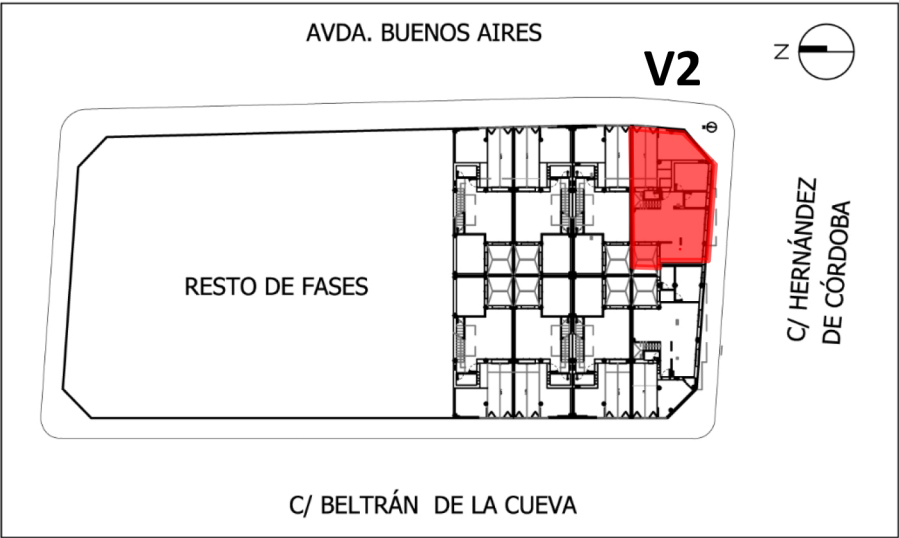 AVDA. BUENOS AIRES
V2
N
RESTO DE FASES
C/ HERNÁNDEZ
DE CÓRDOBA
C/ BELTRÁN DE LA CUEVA